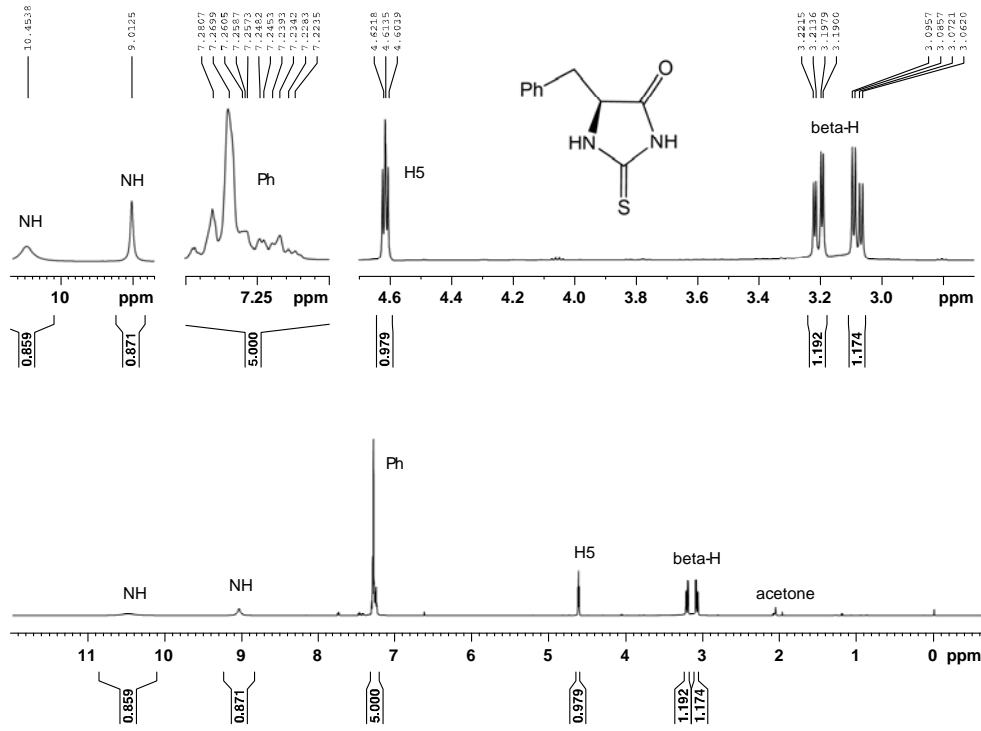 10.4538
9.0125
7.2807
7.2699
7.2605
7.2587
7.2573
7.2482
7.2453
7.2393
7.2342
7.2283
7.2235
4.6218
4.6135
4.6039
3.2215
3.2136
3.1979
3.1900
3.0957
3.0857
3.0721
3.0620
Ph
O
HN
NH
S
NH
NH
Ph
H5
beta-H
10 ppm
7.25 ppm
4.6 4.4 4.2 4.0 3.8 3.6 3.4 3.2 3.0 ppm
0.859
0.871
5.000
0.979
1.192
1.174
NH
NH
Ph
H5
beta-H
acetone
11 10 9 8 7 6 5 4 3 2 1 0 ppm
0.859
0.871
5.000
0.979
1.192
1.174